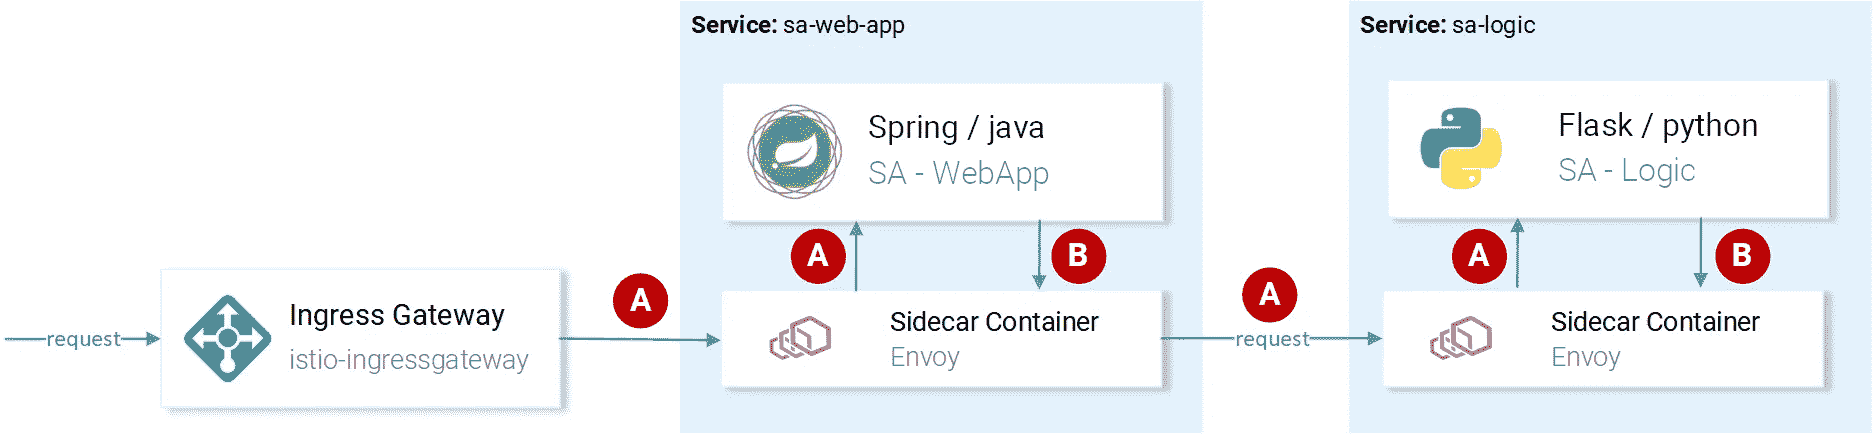 request
Ingress Gateway
istio-ingressgateway
A
Service: sa-web-app
Spring / java
SA - WebApp
A
B
Sidecar Container
Envoy
A
request
Service: sa-logic
Flask / python
SA - Logic
A
B
Sidecar Container
Envoy